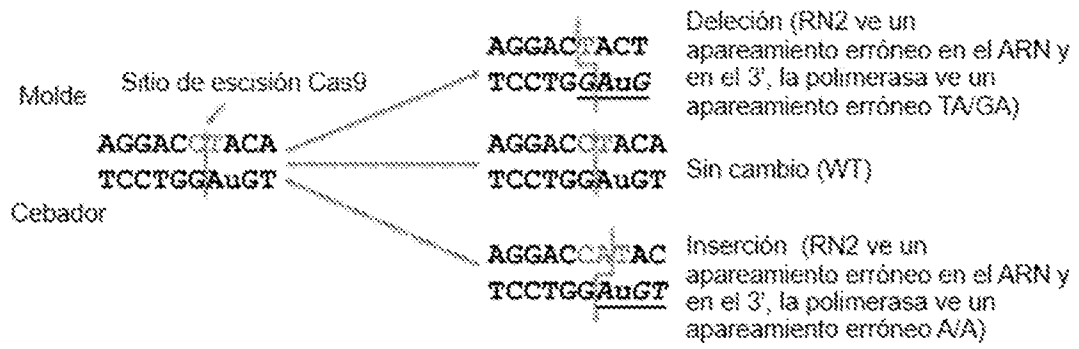 Molde
Sitio de escisión Cas9
AGGACCTACA
TCCTGGAuGT
Cebador
AGGACTACT
TCCTGGAuG
Deleción (RN2 ve un
apareamiento erróneo en el ARN y
en el 3', la polimerasa ve un
apareamiento erróneo TA/GA)
AGGACCTACA
TCCTGGAuGT
Sin cambio (WT)
AGGACCATAC
TCCTGGAuGT
Inserción (RN2 ve un
apareamiento erróneo en el ARN y
en el 3', la polimerasa ve un
apareamiento erróneo A/A)